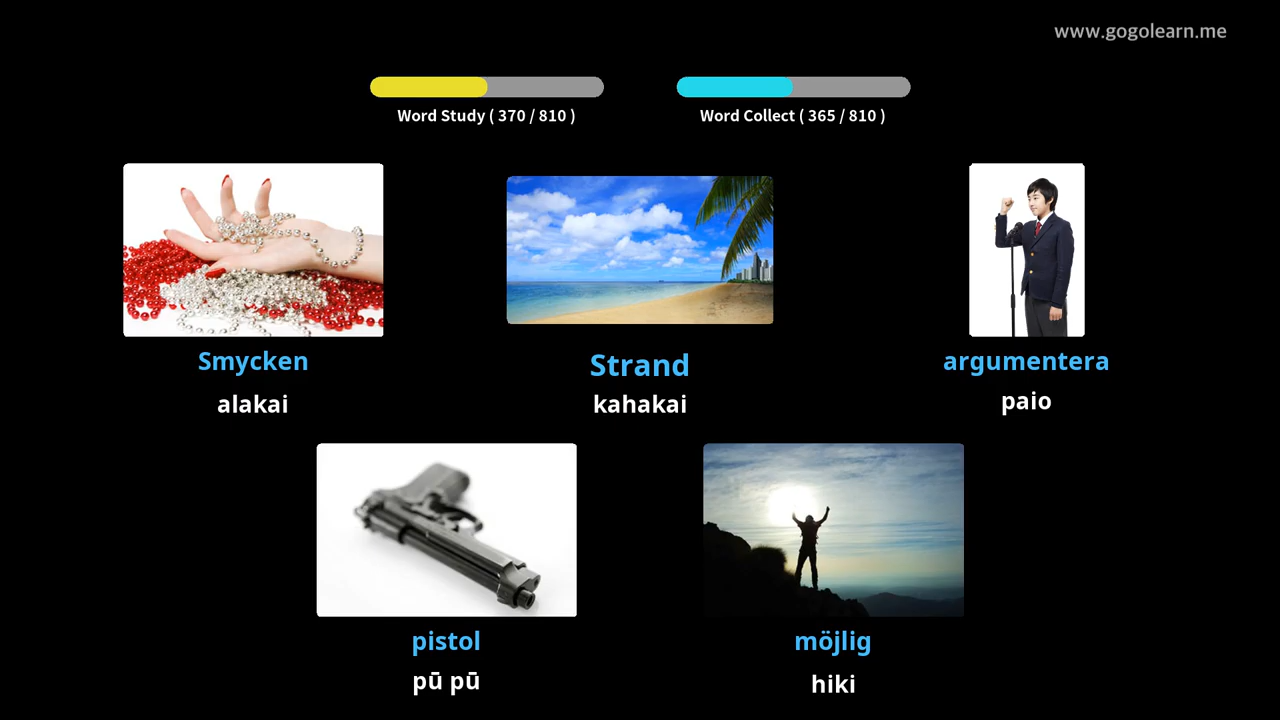 www.gogolearn.me
Word Study ( 370 / 810 )
Word Collect ( 365 / 810 )
Smycken
alakai
Strand
kahakai
argumentera
paio
pistol
pū pū
möjlig
hiki